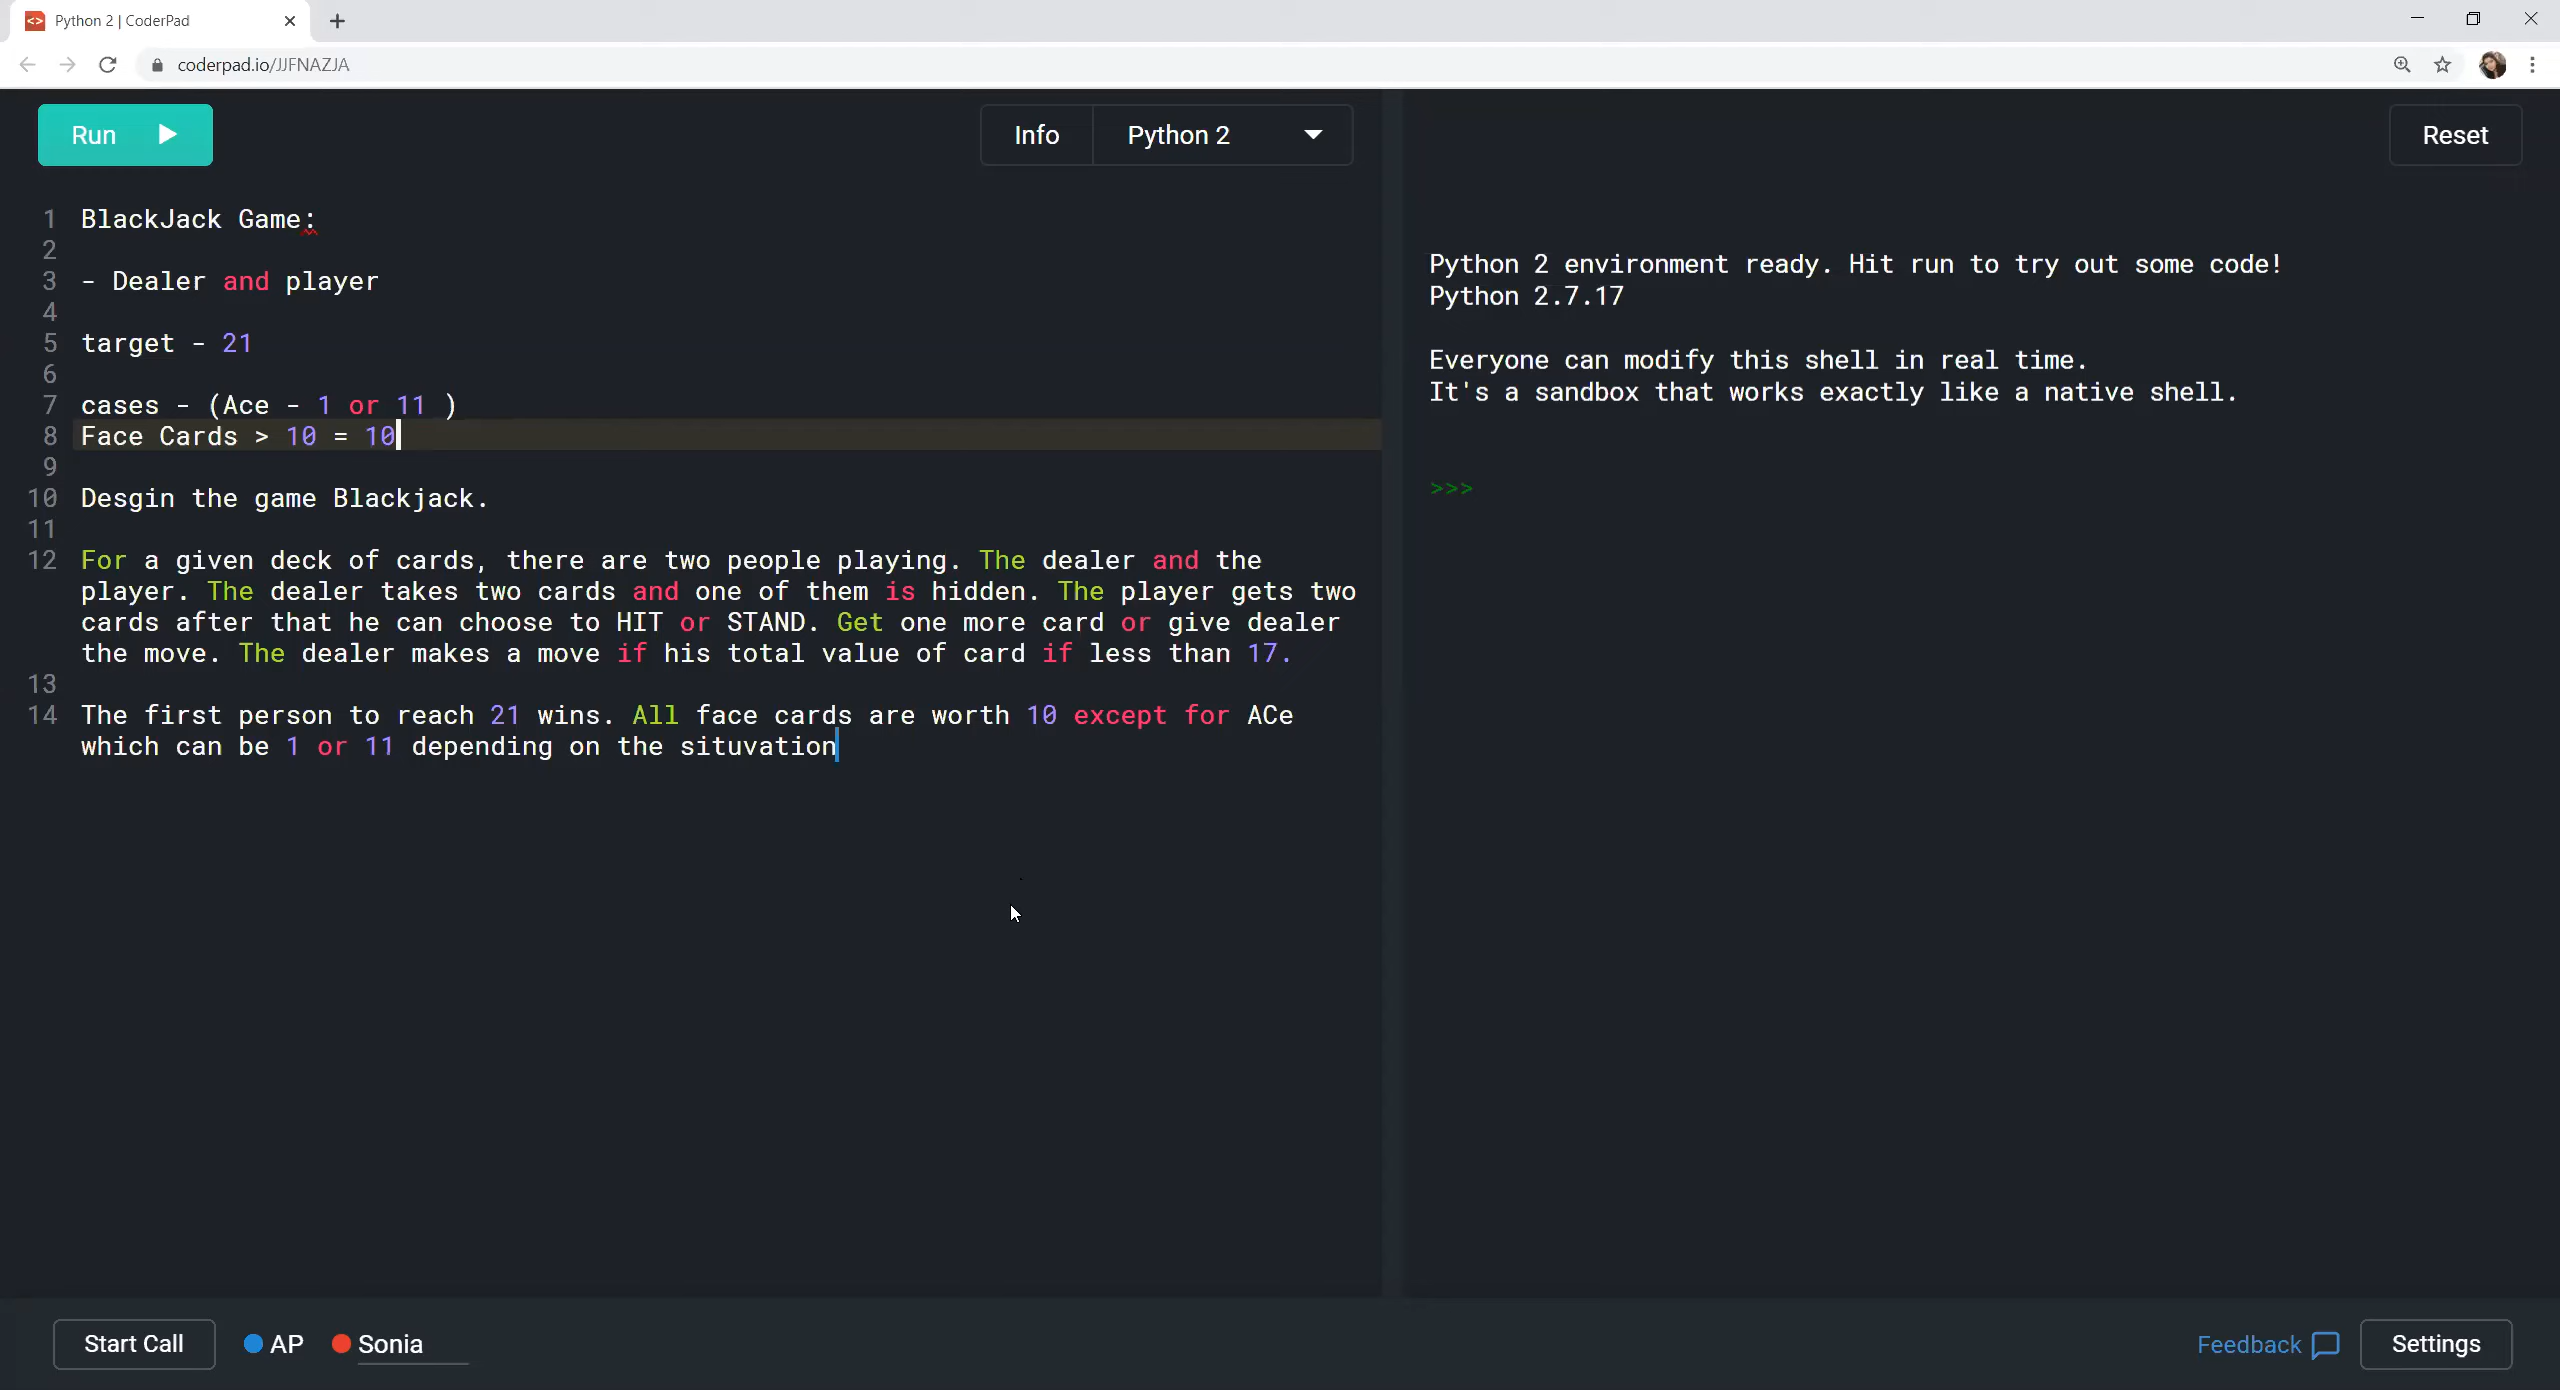 Python 2 | CoderPad
coderpad.io/JJFNAZJA
Run
Info
Python 2
Reset
1 BlackJack Game:
2
3 - Dealer and player
4
5 target - 21
6
7 cases - (Ace - 1 or 11 )
8 Face Cards > 10 = 10
9
10 Desgin the game Blackjack.
11
12 For a given deck of cards, there are two people playing. The dealer and the
player. The dealer takes two cards and one of them is hidden. The player gets two
cards after that he can choose to HIT or STAND. Get one more card or give dealer
the move. The dealer makes a move if his total value of card if less than 17.
13
14 The first person to reach 21 wins. All face cards are worth 10 except for ACe
which can be 1 or 11 depending on the situvation
Python 2 environment ready. Hit run to try out some code!
Python 2.7.17
Everyone can modify this shell in real time.
It's a sandbox that works exactly like a native shell.
>>>
Start Call
AP
Sonia
Feedback
Settings